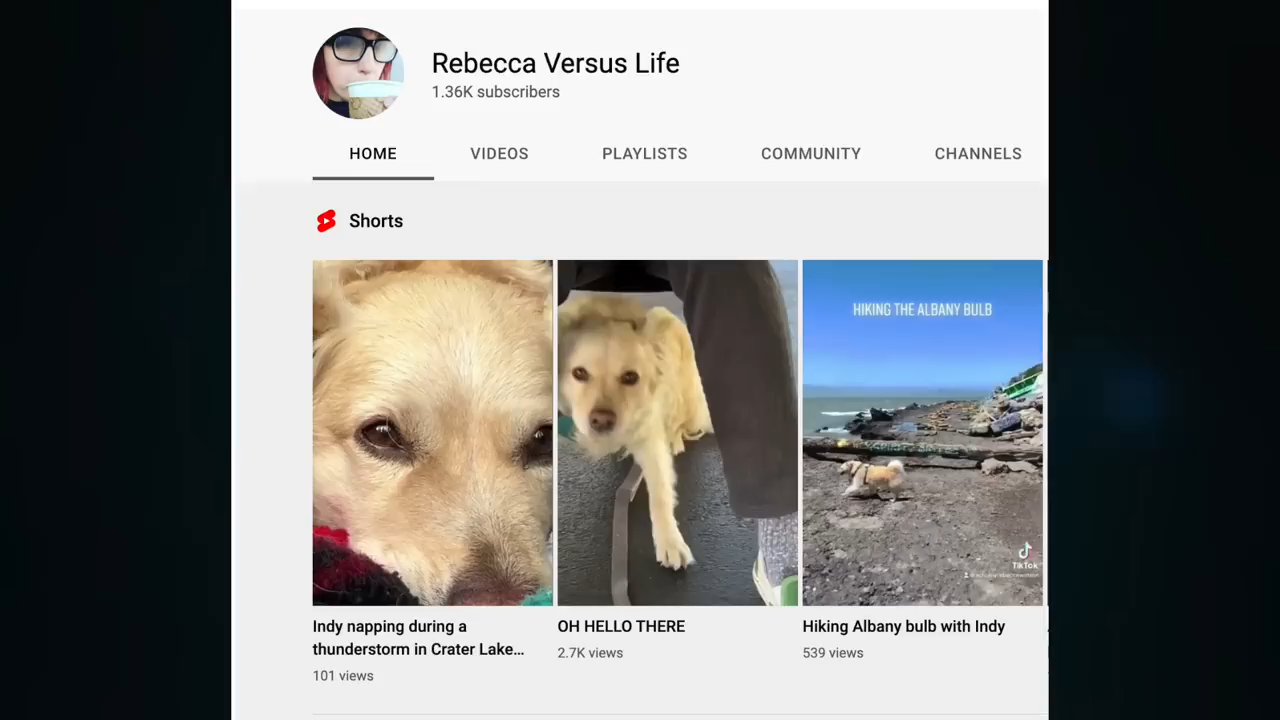 Rebecca Versus Life
1.36K subscribers
HOME VIDEOS PLAYLISTS COMMUNITY CHANNELS
Shorts
HIKING THE ALBANY BULB
TikTok
Indy napping during a
thunderstorm in Crater Lake...
101 views
OH HELLO THERE
2.7K views
Hiking Albany bulb with Indy
539 views